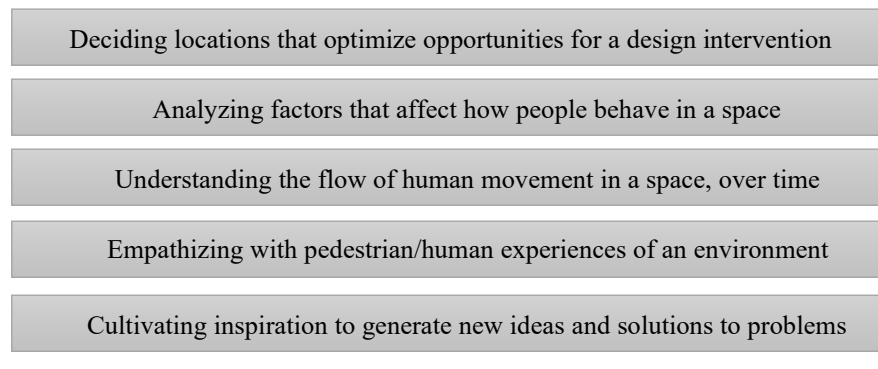 Deciding locations that optimize opportunities for a design intervention
Analyzing factors that affect how people behave in a space
Understanding the flow of human movement in a space, over time
Empathizing with pedestrian/human experiences of an environment
Cultivating inspiration to generate new ideas and solutions to problems